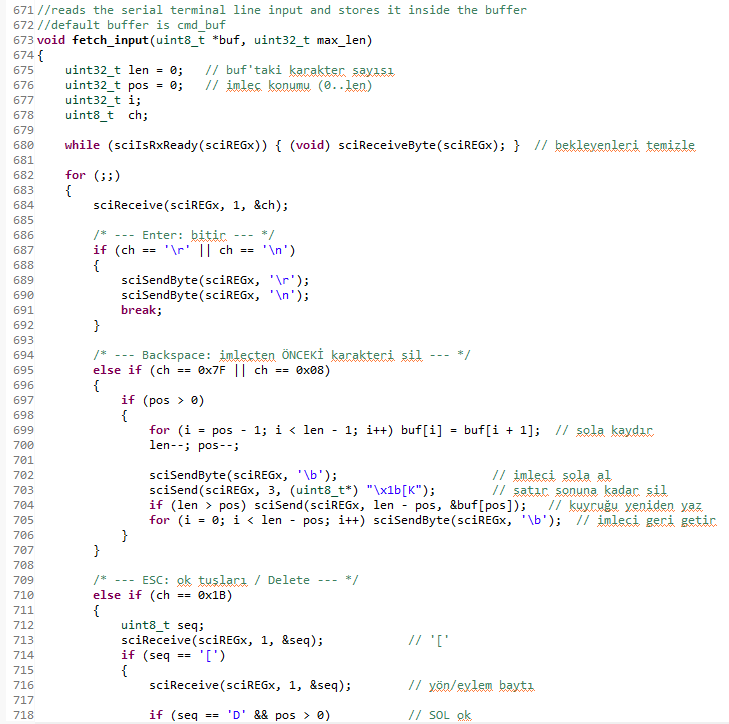 671 //reads the serial terminal line input and stores it inside the buffer
672 //default buffer is cmd_buf
673 void fetch_input(uint8_t *buf, uint32_t max_len)
674 {
675     uint32_t len = 0;   // buf'taki karakter sayısı
676     uint32_t pos = 0;   // imleç konumu (0..len)
677     uint32_t i;
678     uint8_t  ch;
679
680     while (sciIsRxReady(sciREGx)) { (void) sciReceiveByte(sciREGx); }  // bekleyenleri temizle
681
682     for (;;)
683     {
684         sciReceive(sciREGx, 1, &ch);
685
686         /* --- Enter: bitir --- */
687         if (ch == '\r' || ch == '\n')
688         {
689             sciSendByte(sciREGx, '\r');
690             sciSendByte(sciREGx, '\n');
691             break;
692         }
693
694         /* --- Backspace: imleçten ÖNCEKİ karakteri sil --- */
695         else if (ch == 0x7F || ch == 0x08)
696         {
697             if (pos > 0)
698             {
699                 for (i = pos - 1; i < len - 1; i++) buf[i] = buf[i + 1];  // sola kaydır
700                 len--; pos--;
701
702                 sciSendByte(sciREGx, '\b');                      // imleci sola al
703                 sciSend(sciREGx, 3, (uint8_t*) "\x1b[K");        // satır sonuna kadar sil
704                 if (len > pos) sciSend(sciREGx, len - pos, &buf[pos]);   // kuyruğu yeniden yaz
705                 for (i = 0; i < len - pos; i++) sciSendByte(sciREGx, '\b');  // imleci geri getir
706             }
707         }
708
709         /* --- ESC: ok tuşları / Delete --- */
710         else if (ch == 0x1B)
711         {
712             uint8_t seq;
713             sciReceive(sciREGx, 1, &seq);            // '['
714             if (seq == '[')
715             {
716                 sciReceive(sciREGx, 1, &seq);        // yön/eylem baytı
717
718                 if (seq == 'D' && pos > 0)           // SOL ok